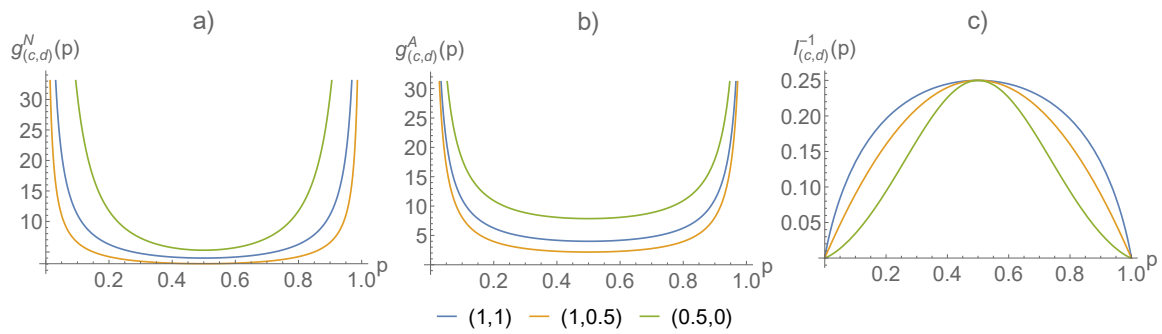 a)
g^N_(c,d)(p)
30
25
20
15
10
0.2 0.4 0.6 0.8 1.0 p
b)
g^A_(c,d)(p)
30
25
20
15
10
5
0.2 0.4 0.6 0.8 1.0 p
c)
I^-1_(c,d)(p)
0.25
0.20
0.15
0.10
0.05
0.2 0.4 0.6 0.8 1.0 p
(1,1) (1,0.5) (0.5,0)